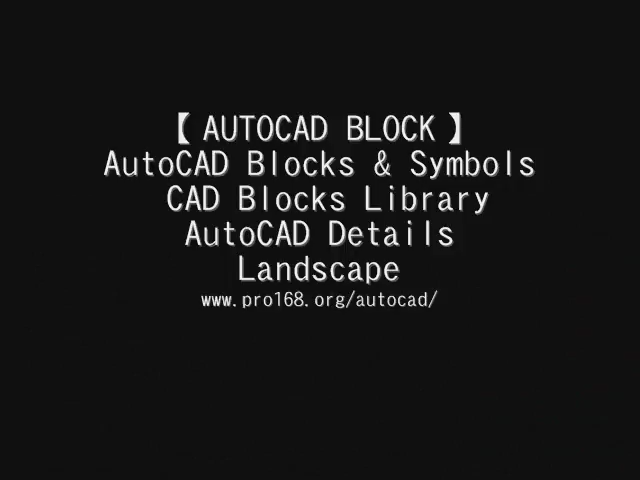 【 AUTOCAD BLOCK 】
AutoCAD Blocks & Symbols
CAD Blocks Library
AutoCAD Details
Landscape
www.pro168.org/autocad/